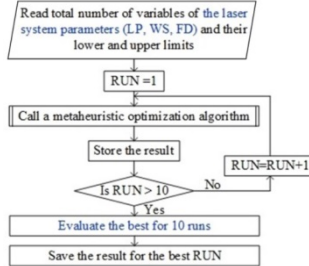 Read total number of variables of the laser
system parameters (LP, WS, FD) and their
lower and upper limits
RUN =1
Call a metaheuristic optimization algorithm
Store the result
RUN=RUN+1
Is RUN > 10
No
Yes
Evaluate the best for 10 runs
Save the result for the best RUN